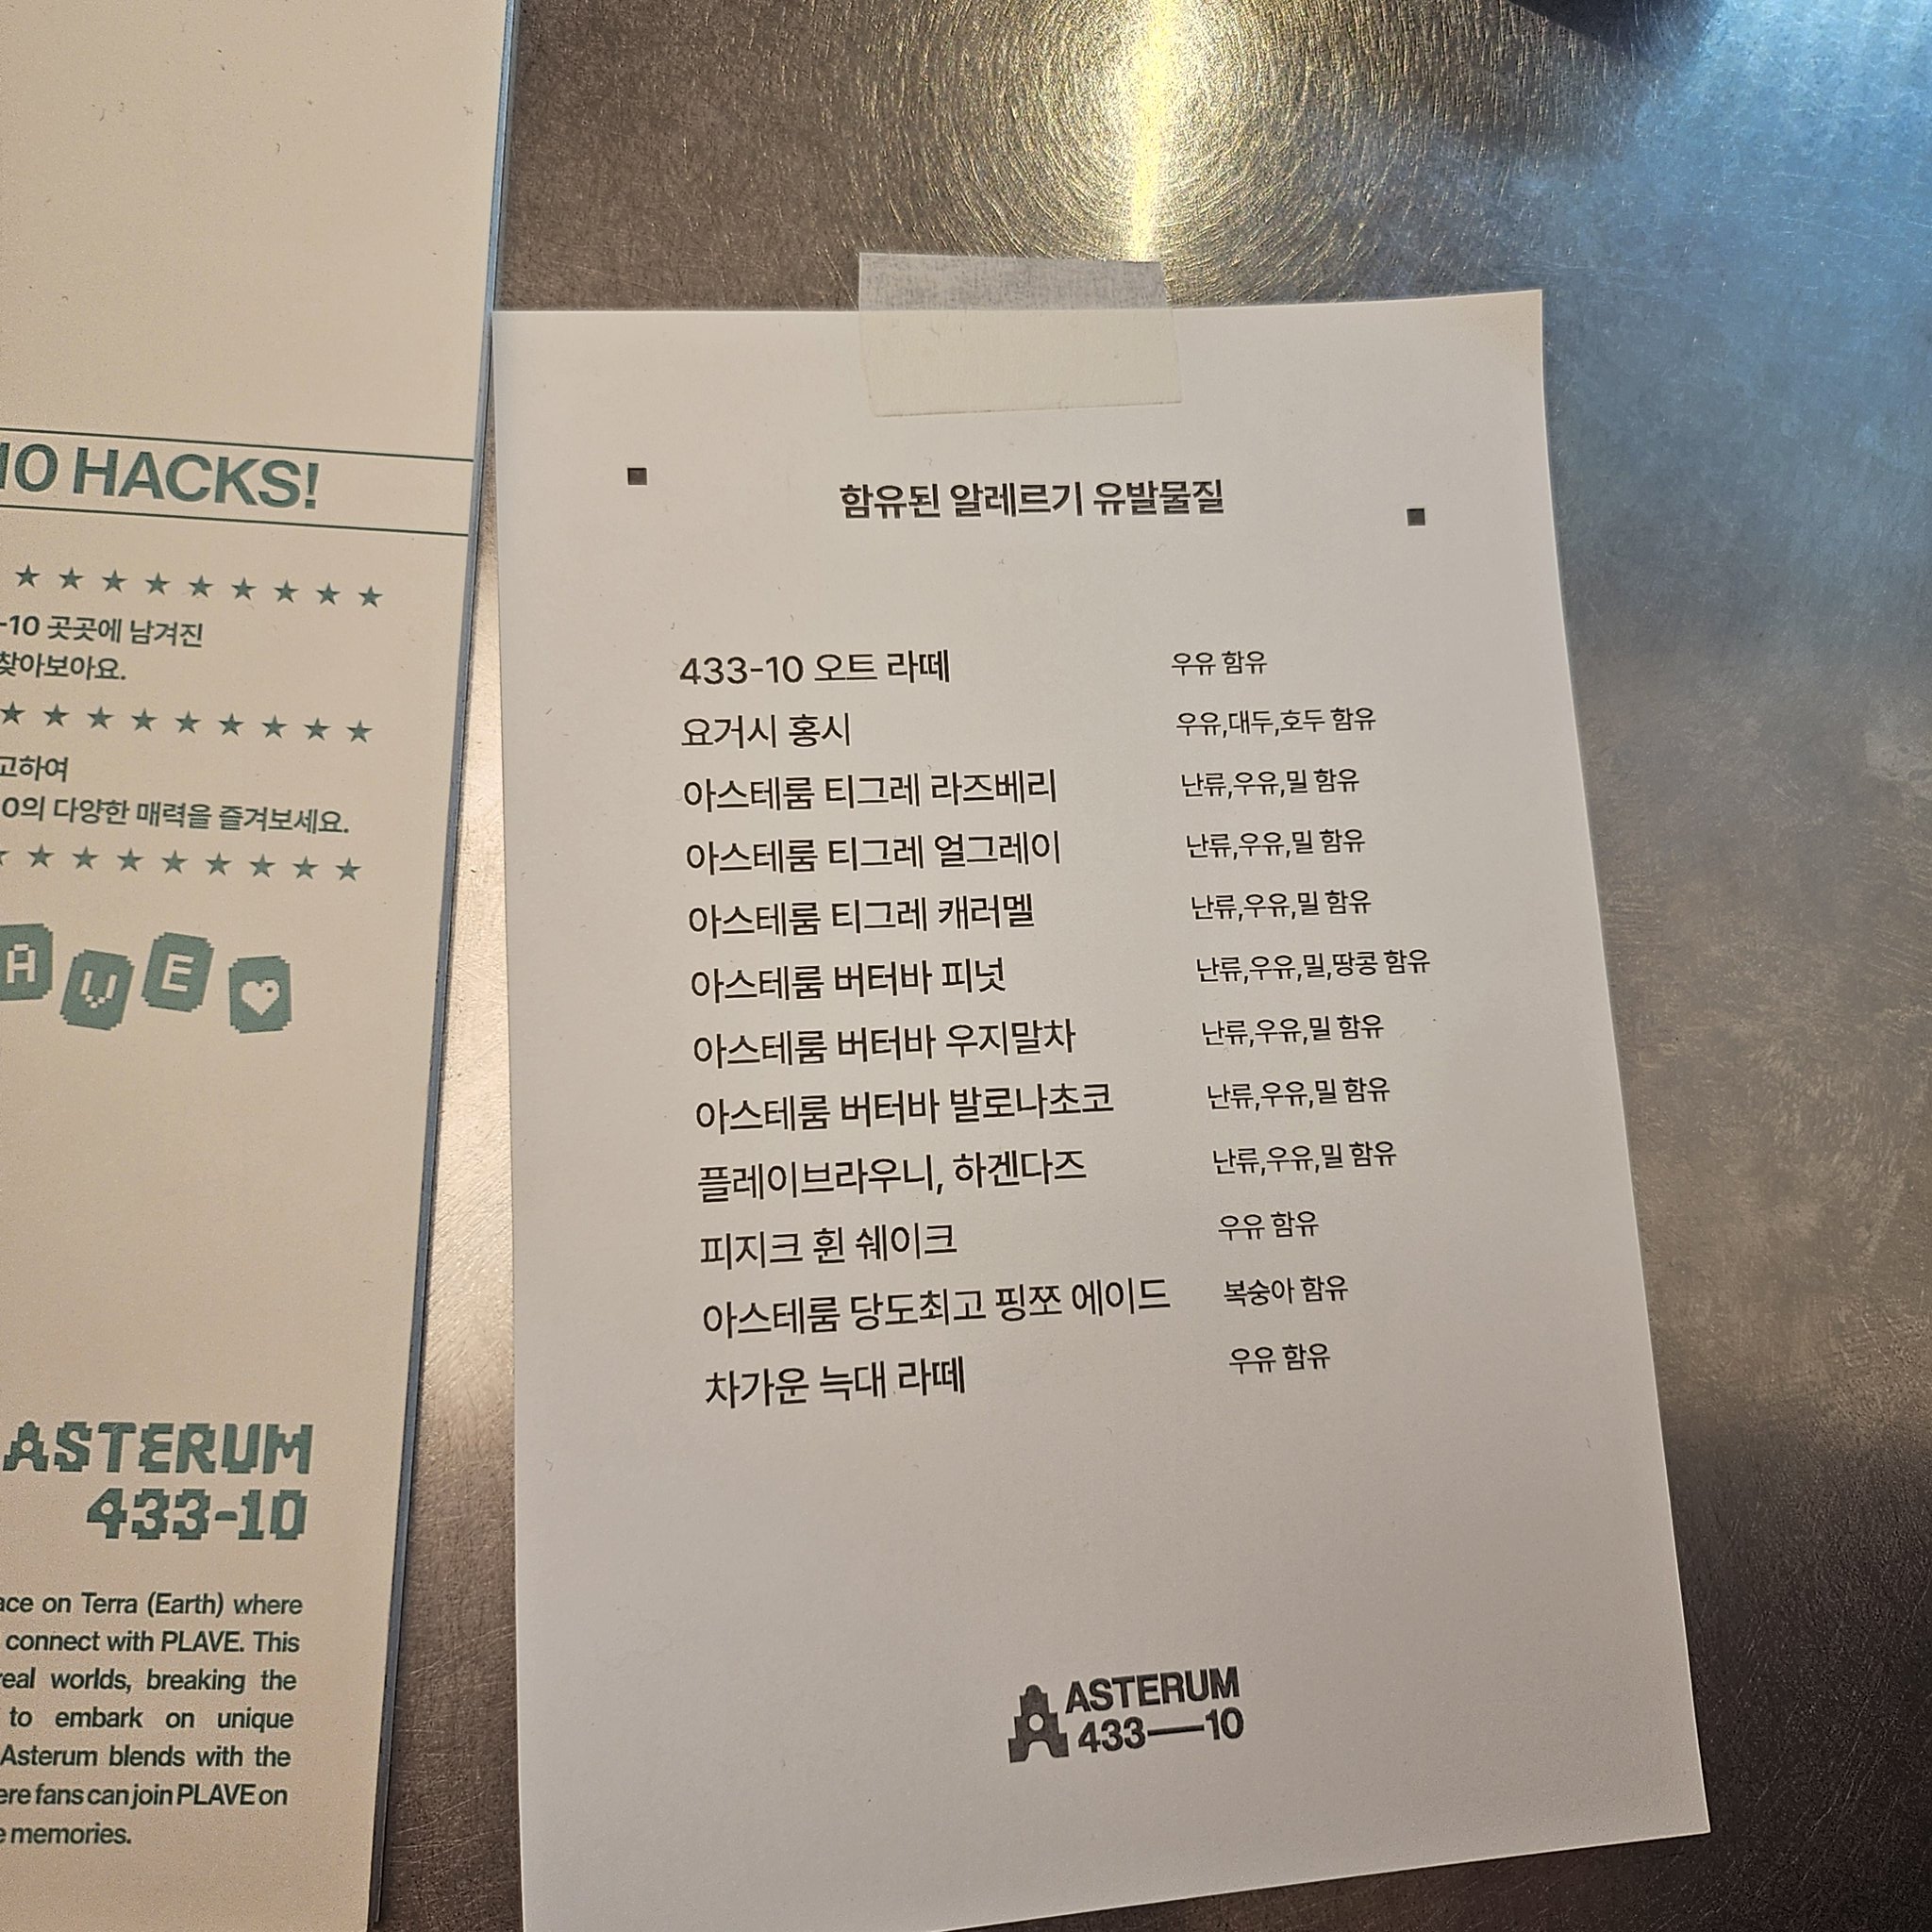 10 HACKS!
★ ★ ★ ★ ★ ★ ★ ★ ★
-10 곳곳에 남겨진
찾아보아요.
★ ★ ★ ★ ★ ★ ★ ★ ★
고하여
0의 다양한 매력을 즐겨보세요.
★ ★ ★ ★ ★ ★ ★ ★
A V E
ASTERUM
433-10
on Terra (Earth) where
connect with PLAVE. This
worlds, breaking the
to embark on unique
Asterum blends with the
fans can join PLAVE on
memories.
함유된 알레르기 유발물질
433-10 오트 라떼 우유 함유
요거시 홍시 우유,대두,호두 함유
아스테룸 티그레 라즈베리 난류,우유,밀 함유
아스테룸 티그레 얼그레이 난류,우유,밀 함유
아스테룸 티그레 캐러멜 난류,우유,밀 함유
아스테룸 버터바 피넛 난류,우유,밀,땅콩 함유
아스테룸 버터바 우지말차 난류,우유,밀 함유
아스테룸 버터바 발로나초코 난류,우유,밀 함유
플레이브라우니, 하겐다즈 난류,우유,밀 함유
피지크 휜 쉐이크 우유 함유
아스테룸 당도최고 핑쪼 에이드 복숭아 함유
차가운 늑대 라떼 우유 함유
ASTERUM
433—10